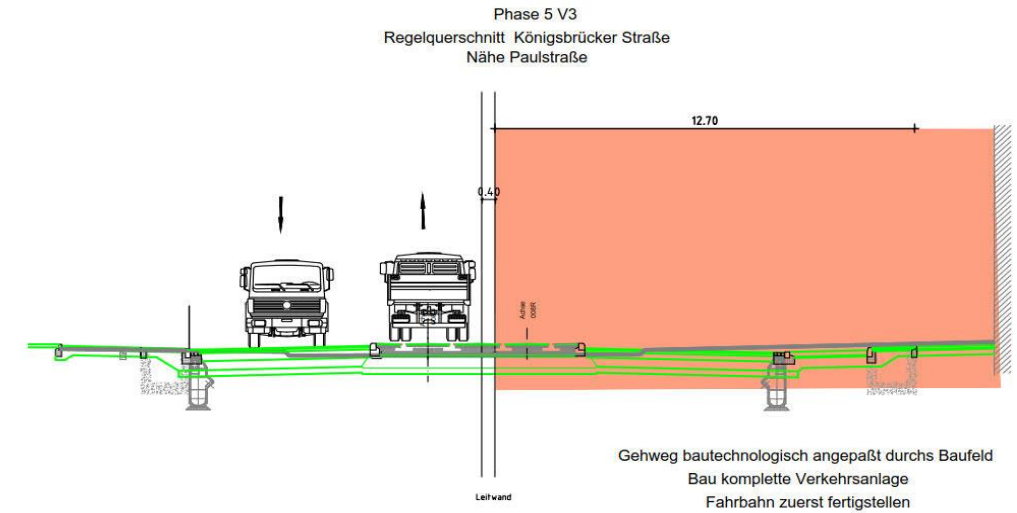 Phase 5 V3
Regelquerschnitt Königsbrücker Straße
Nähe Paulstraße
12.70
0.40
Achse
008R
Gehweg bautechnologisch angepaßt durchs Baufeld
Bau komplette Verkehrsanlage
Leitwand
Fahrbahn zuerst fertigstellen